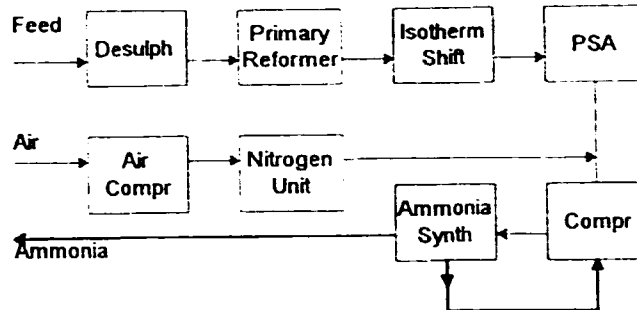 Feed
Desulph
Primary
Reformer
Isotherm
Shift
PSA
Air
Air
Compr
Nitrogen
Unit
Ammonia
Synth
Compr
Ammonia